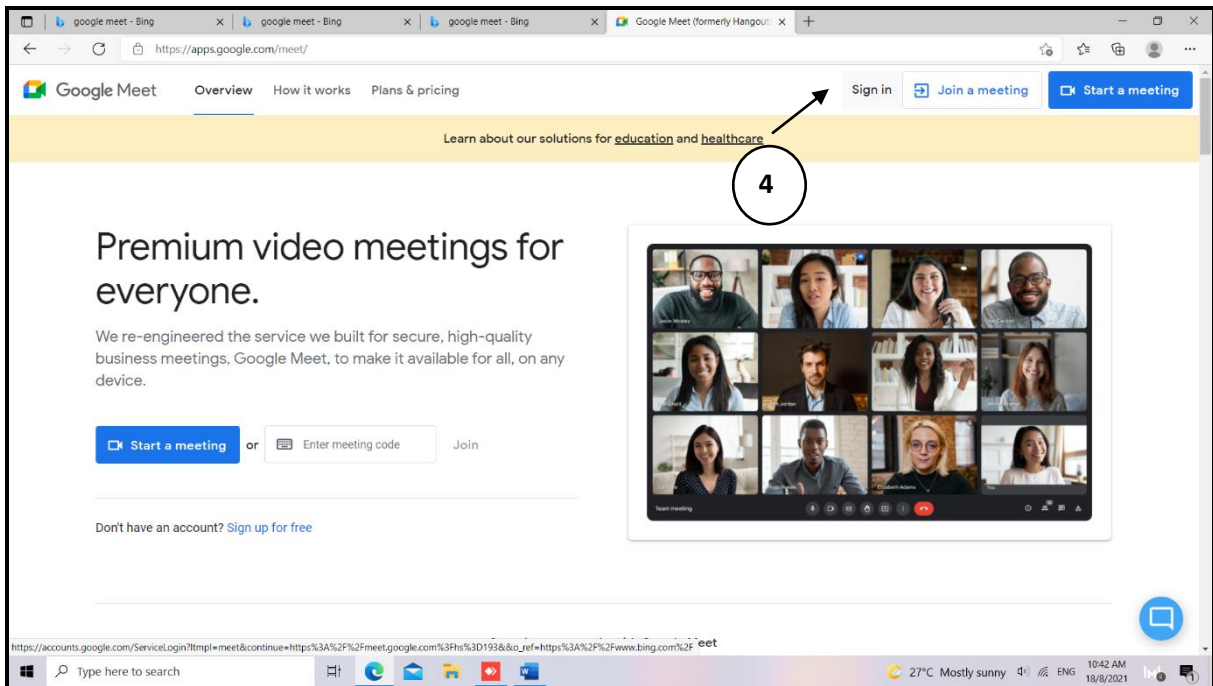 google meet - Bing
google meet - Bing
google meet - Bing
Google Meet (formerly Hangout
https://apps.google.com/meet/
Google Meet
Overview
How it works
Plans & pricing
Sign in
Join a meeting
Start a meeting
Learn about our solutions for education and healthcare
4
Premium video meetings for
everyone.
We re-engineered the service we built for secure, high-quality
business meetings, Google Meet, to make it available for all, on any
device.
Start a meeting
or
Enter meeting code
Join
Don't have an account? Sign up for free
Elizabeth Adams
You
Team meeting
https://accounts.google.com/ServiceLogin?ltmpl=meet&continue=https%3A%2F%2Fmeet.google.com%3Fhs%3D193&&o_ref=https%3A%2F%2Fwww.bing.com%2F
eet
Type here to search
27°C Mostly sunny
ENG
10:42 AM
18/8/2021